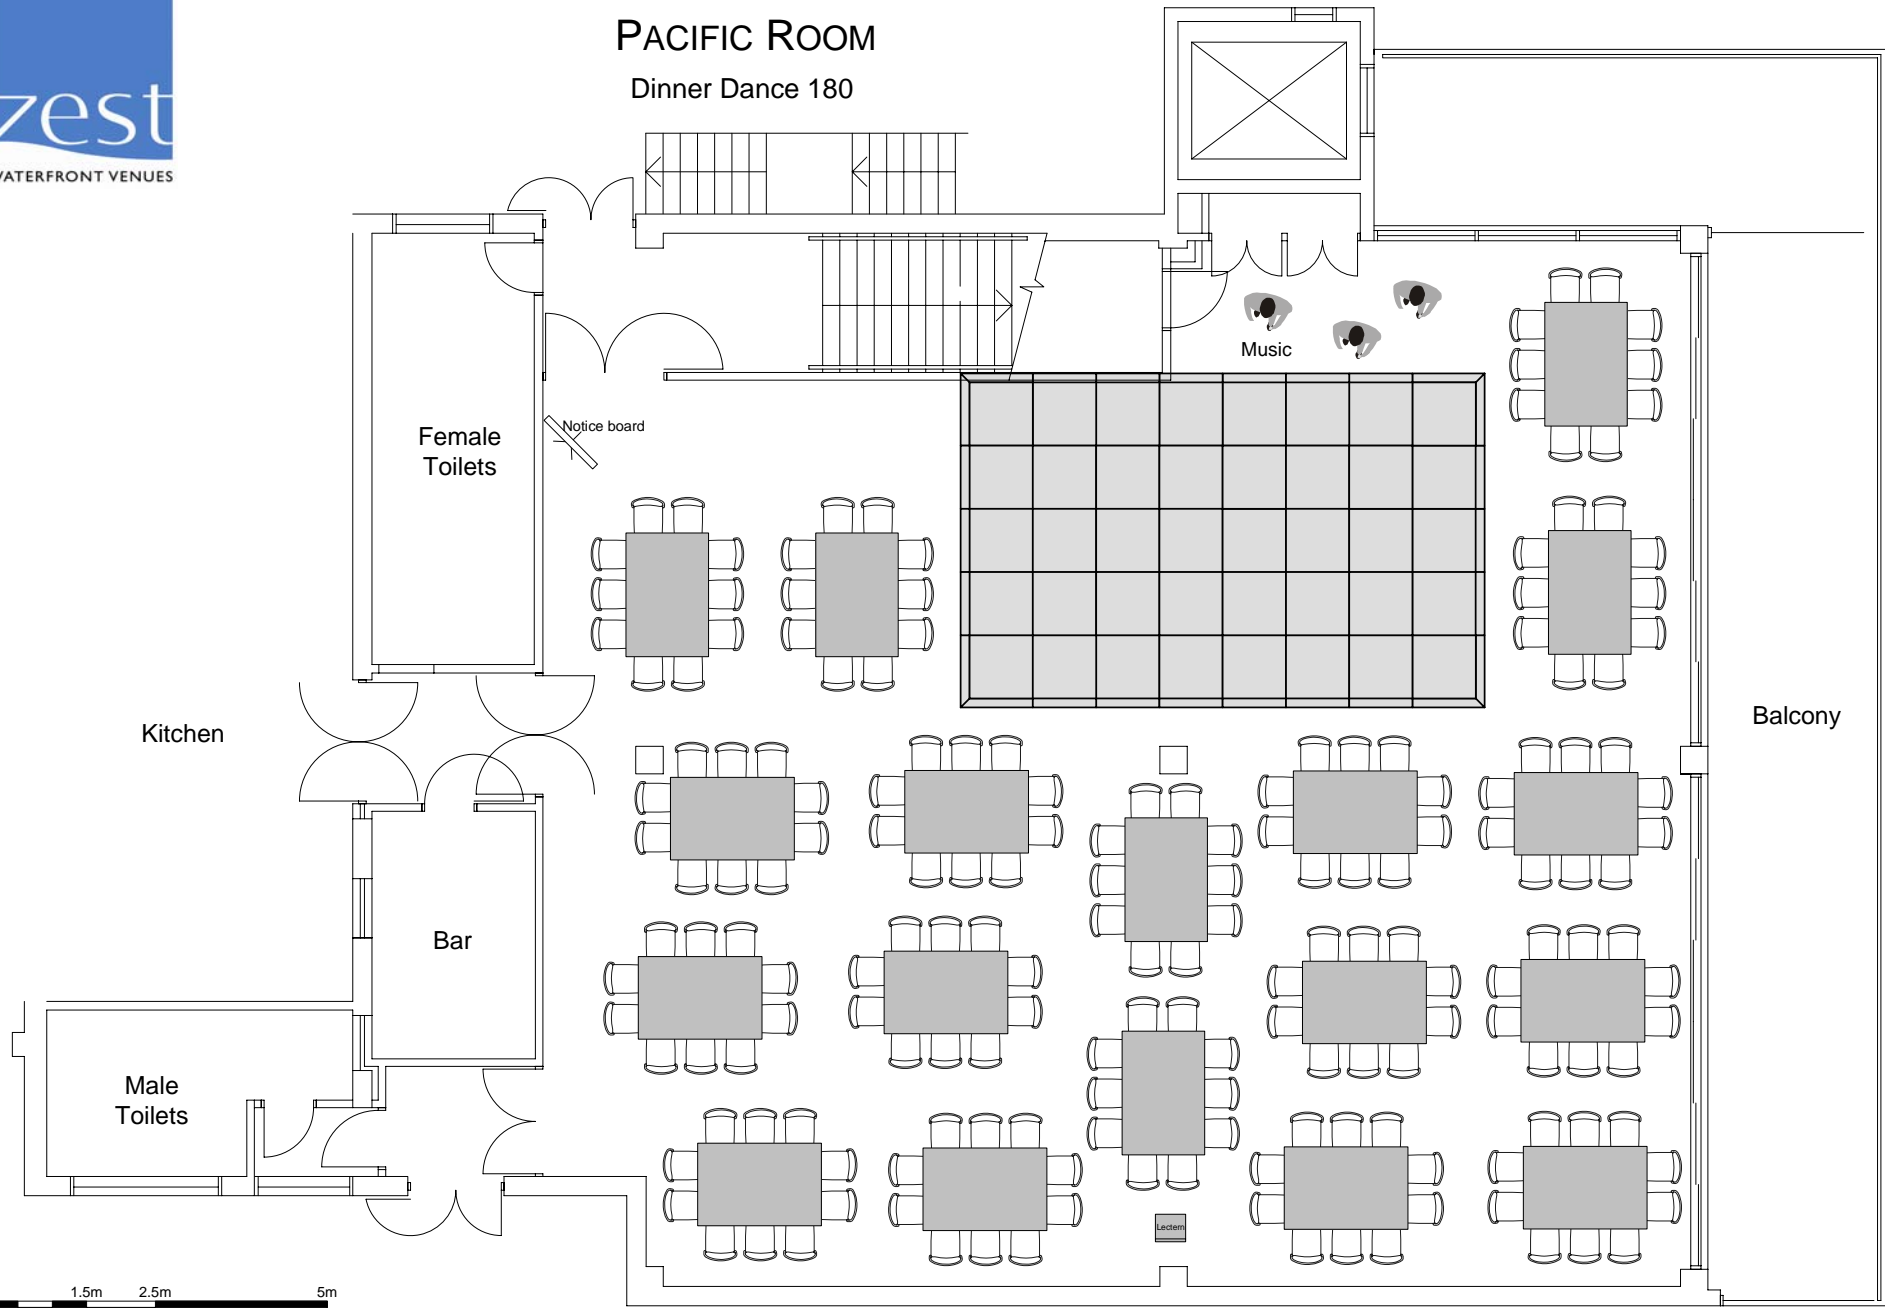 PACIFIC ROOM
Dinner Dance 180
zest
WATERFRONT VENUES
Music
Notice board
Female
Toilets
Kitchen
Balcony
Bar
Male
Toilets
Lectern
1.5m 2.5m 5m